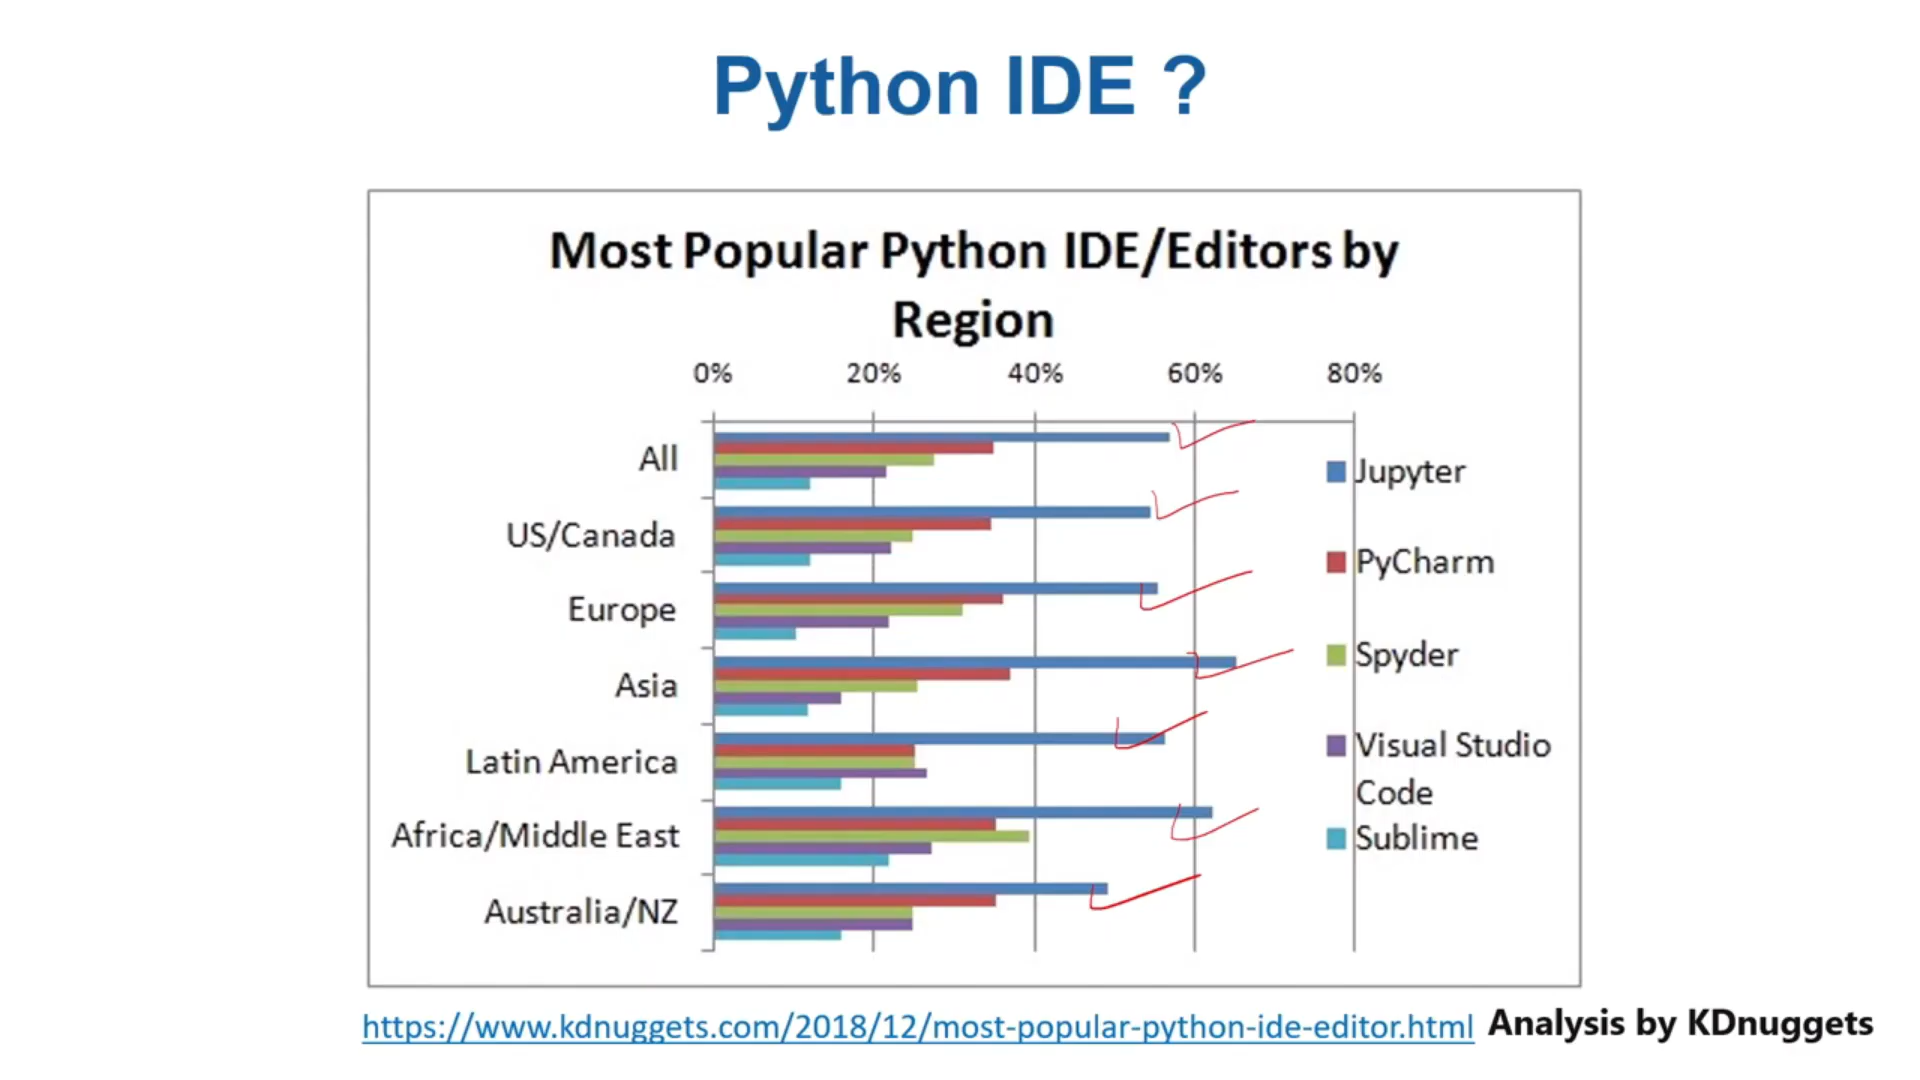 Python IDE ?
Most Popular Python IDE/Editors by
Region
0% 20% 40% 60% 80%
All
US/Canada
Europe
Asia
Latin America
Africa/Middle East
Australia/NZ
Jupyter
PyCharm
Spyder
Visual Studio
Code
Sublime
https://www.kdnuggets.com/2018/12/most-popular-python-ide-editor.html Analysis by KDnuggets